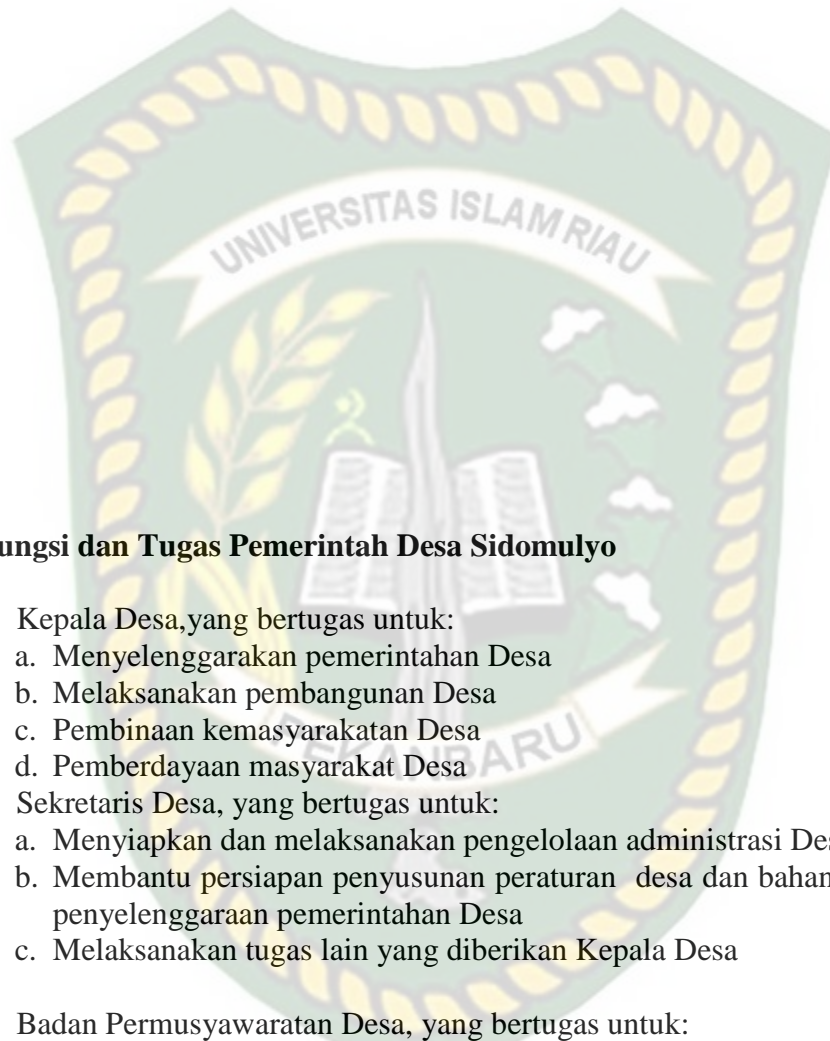 UNIVERSITAS ISLAM RIAU
ungsi dan Tugas Pemerintah Desa Sidomulyo
Kepala Desa,yang bertugas untuk:
a. Menyelenggarakan pemerintahan Desa
b. Melaksanakan pembangunan Desa
c. Pembinaan kemasyarakatan Desa
d. Pemberdayaan masyarakat Desa
PEKANBARU
Sekretaris Desa, yang bertugas untuk:
a. Menyiapkan dan melaksanakan pengelolaan administrasi Des
b. Membantu persiapan penyusunan peraturan desa dan bahan
penyelenggaraan pemerintahan Desa
c. Melaksanakan tugas lain yang diberikan Kepala Desa
Badan Permusyawaratan Desa, yang bertugas untuk: